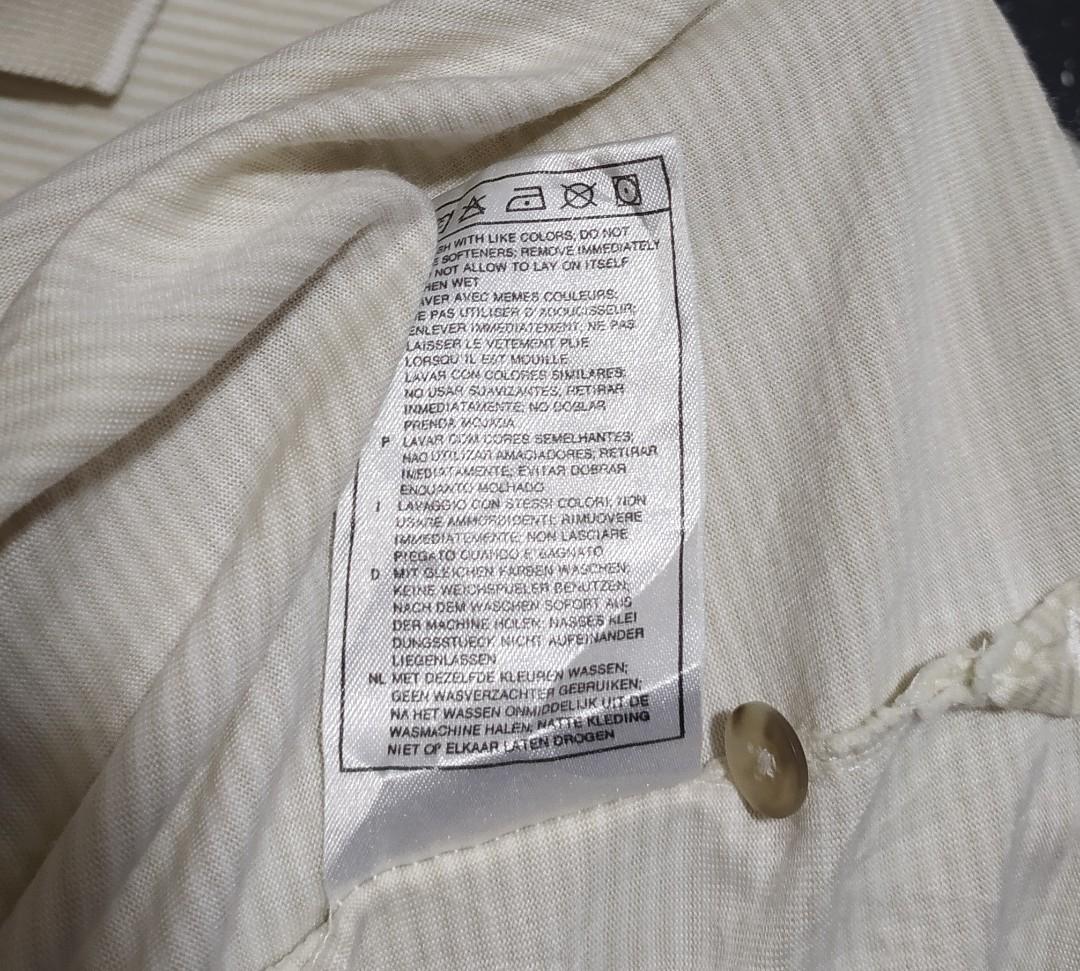 SH WITH LIKE COLORS; DO NOT
E SOFTENERS; REMOVE IMMEDIATELY
NOT ALLOW TO LAY ON ITSELF
HEN WET
AVER AVEC MEMES COULEURS;
E PAS UTILISER D'ADOUCISSEUR;
ENLEVER IMMEDIATEMENT; NE PAS
LAISSER LE VETEMENT PLIE
LORSQU'IL EST MOUILLE
LAVAR CON COLORES SIMILARES;
NO USAR SUAVIZANTES; RETIRAR
INMEDIATAMENTE; NO DOBLAR
PRENDA MOJADA
P LAVAR COM CORES SEMELHANTES;
NAO UTILIZAR AMACIADORES; RETIRAR
IMEDIATAMENTE; EVITAR DOBRAR
ENQUANTO MOLHADO
I LAVAGGIO CON STESSI COLORI; NON
USARE AMMORBIDENTE RIMUOVERE
IMMEDIATEMENTE; NON LASCIARE
PIEGATO QUANDO E' BAGNATO
D MIT GLEICHEN FARBEN WASCHEN;
KEINE WEICHSPUELER BENUTZEN;
NACH DEM WASCHEN SOFORT AUS
DER MACHINE HOLEN; NASSES KLEI
DUNGSSTUECK NICHT AUFEINANDER
LIEGENLASSEN
NL MET DEZELFDE KLEUREN WASSEN;
GEEN WASVERZACHTER GEBRUIKEN;
NA HET WASSEN ONMIDDELIJK UIT DE
WASMACHINE HALEN, NATTE KLEDING
NIET OP ELKAAR LATEN DROGEN